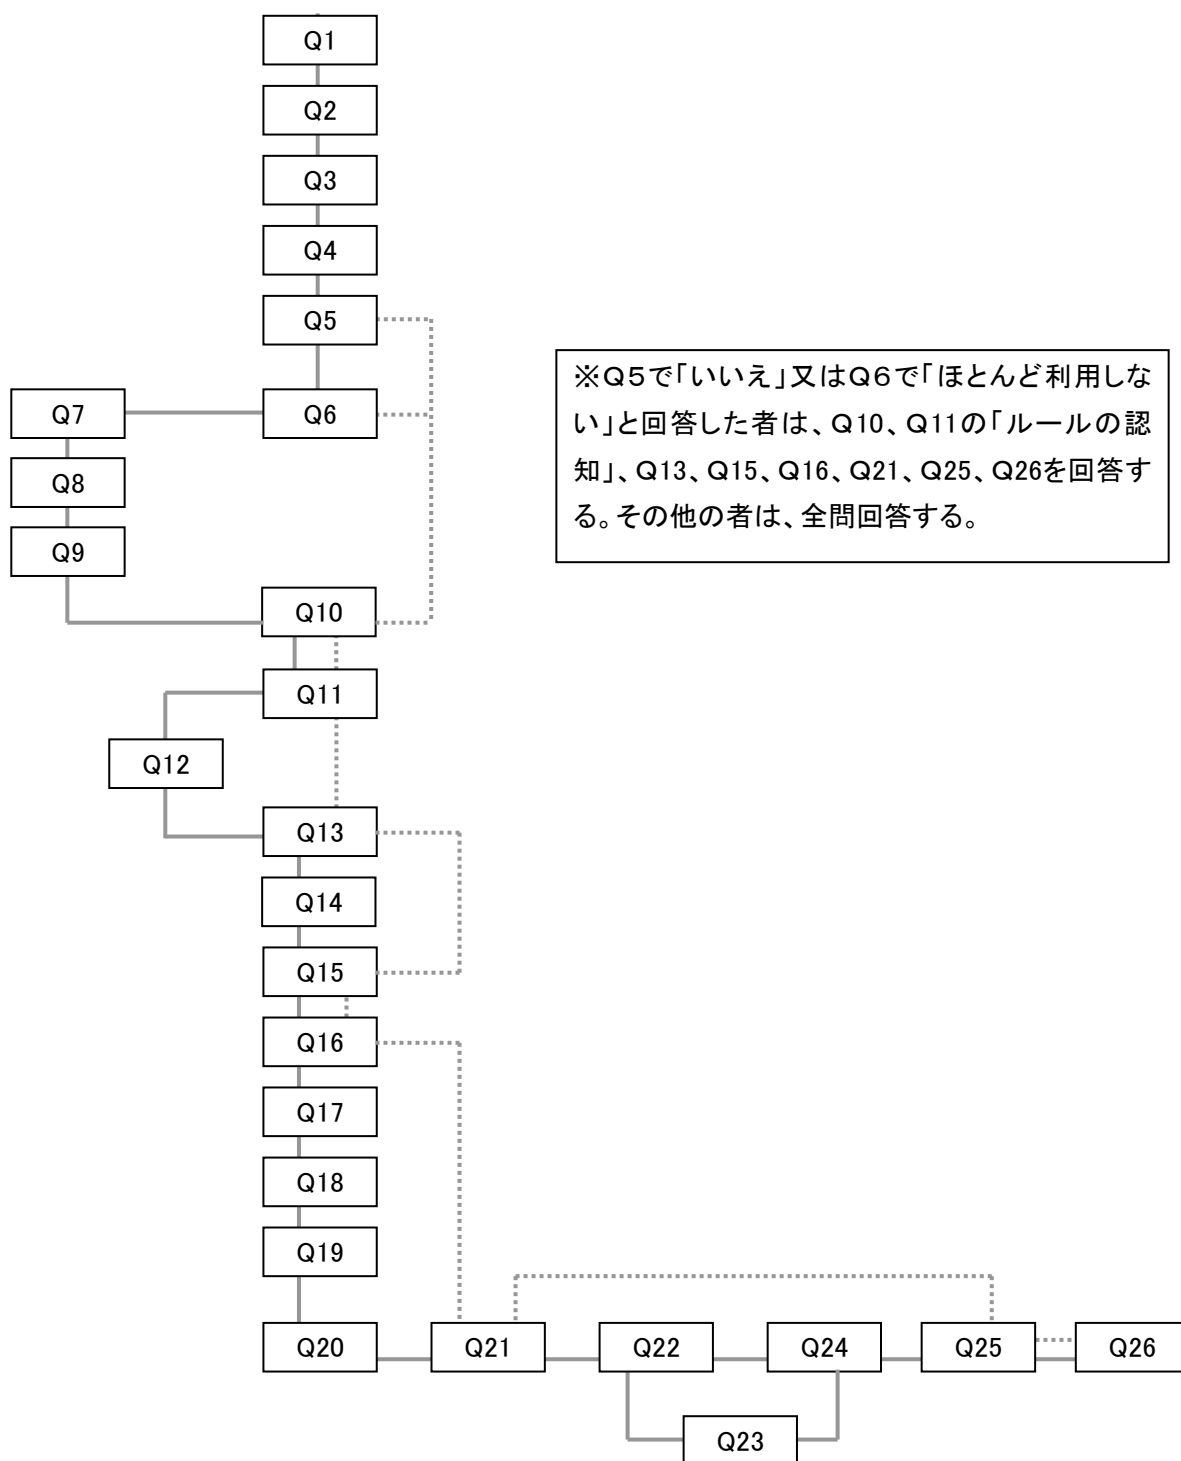 Q1
Q2
Q3
Q4
Q5
※Q5で「いいえ」又はQ6で「ほとんど利用しな
い」と回答した者は、Q10、Q11の「ルールの認
知」、Q13、Q15、Q16、Q21、Q25、Q26を回答す
る。その他の者は、全問回答する。
Q7
Q6
Q8
Q9
Q10
Q11
Q12
Q13
Q14
Q15
Q16
Q17
Q18
Q19
Q20
Q21
Q22
Q24
Q25
Q26
Q23